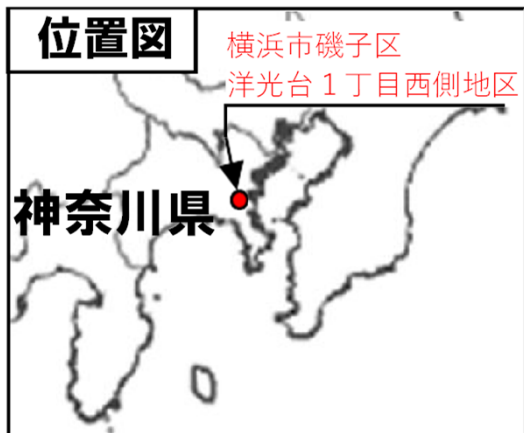 位置図
横浜市磯子区
洋光台１丁目西側地区
神奈川県